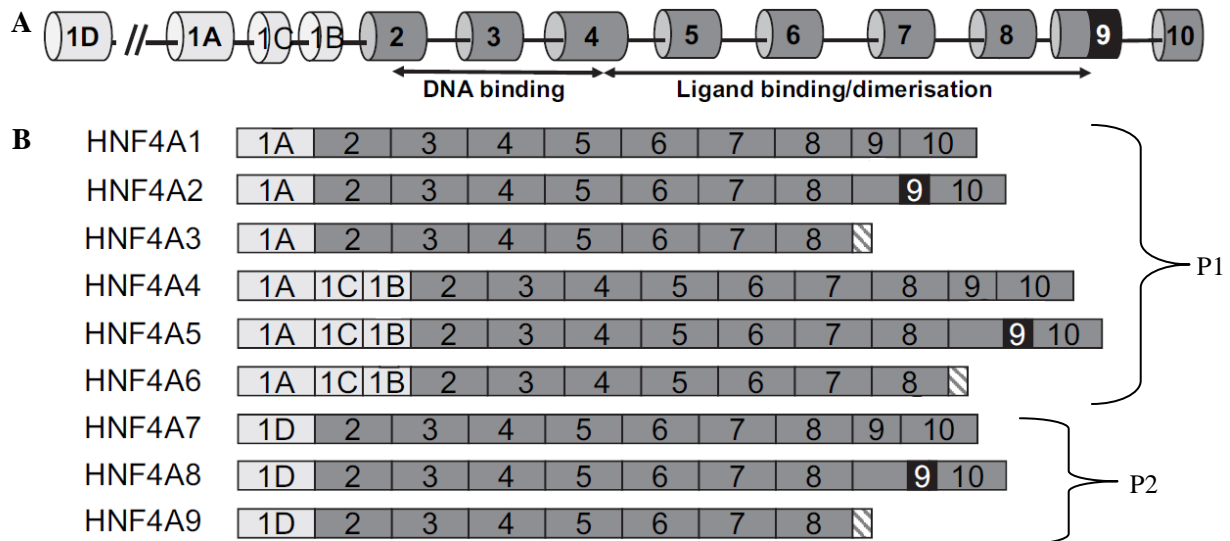 A 1D // 1A 1C 1B 2 3 4 5 6 7 8 9 10
DNA binding Ligand binding/dimerisation
B HNF4A1 1A 2 3 4 5 6 7 8 9 10
HNF4A2 1A 2 3 4 5 6 7 8 9 10
HNF4A3 1A 2 3 4 5 6 7 8
P1
HNF4A4 1A 1C 1B 2 3 4 5 6 7 8 9 10
HNF4A5 1A 1C 1B 2 3 4 5 6 7 8 9 10
HNF4A6 1A 1C 1B 2 3 4 5 6 7 8
HNF4A7 1D 2 3 4 5 6 7 8 9 10
HNF4A8 1D 2 3 4 5 6 7 8 9 10
P2
HNF4A9 1D 2 3 4 5 6 7 8